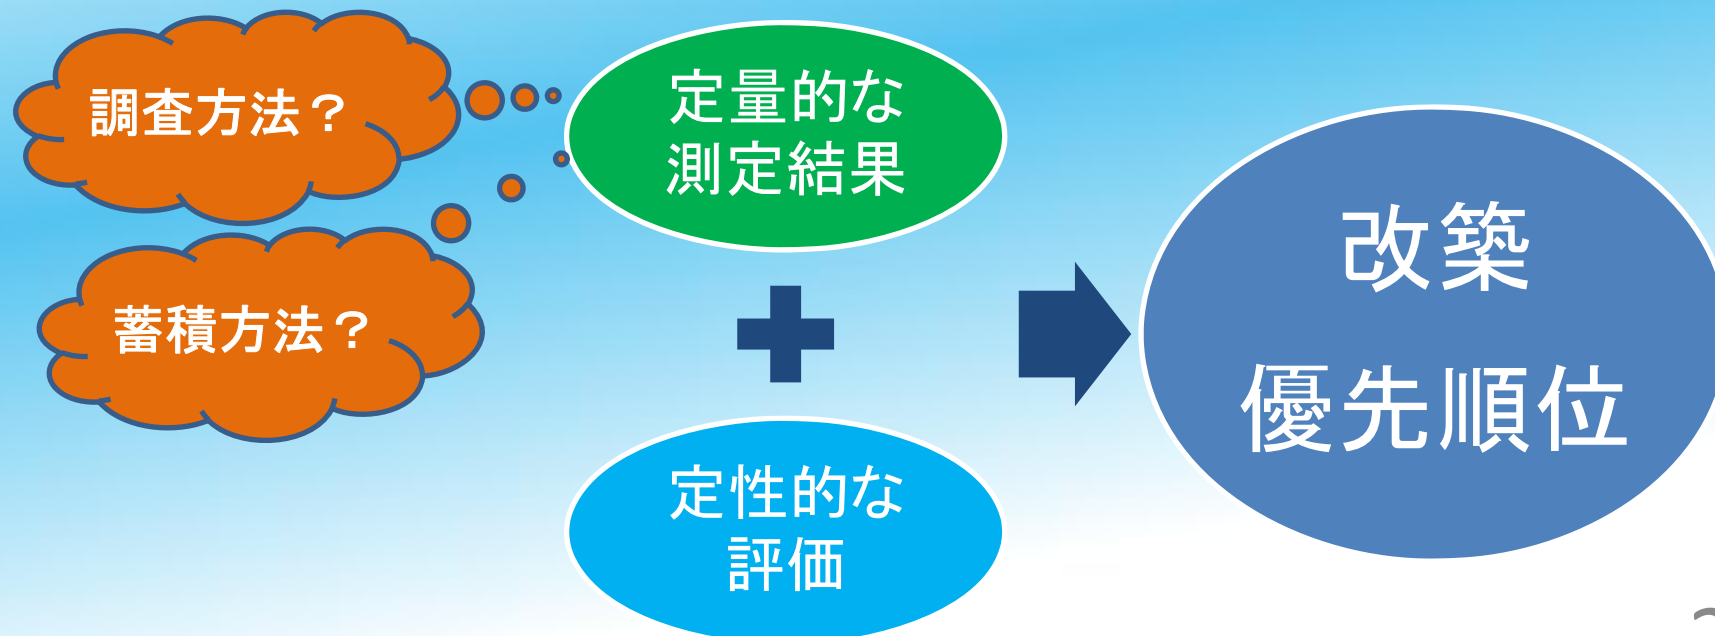 調査方法？
蓄積方法？
定量的な
測定結果
定性的な
評価
改築
優先順位